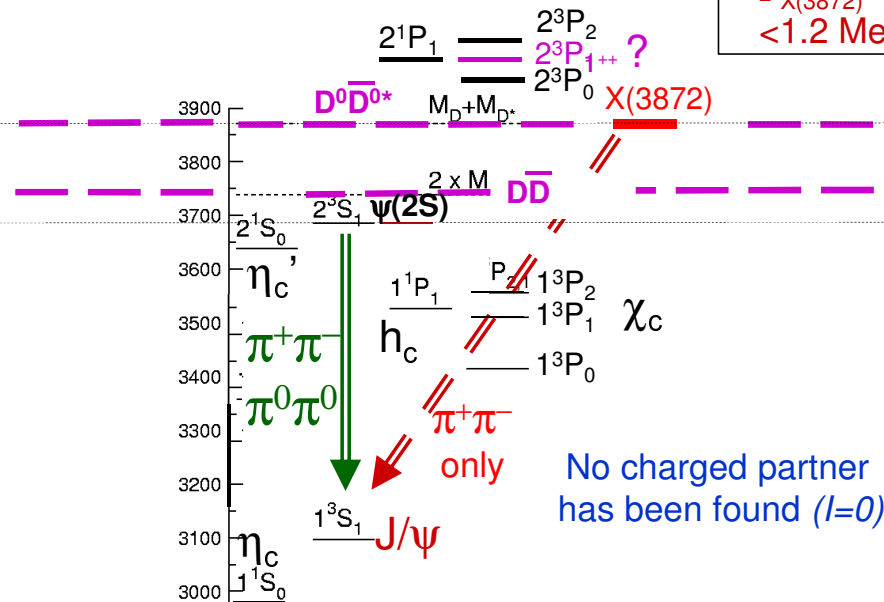 X(3872)
<1.2 Me
2³P₂
2¹P₁
2³P₁++ ?
2³P₀
D⁰D̅⁰* M_D+M_D* X(3872)
3900
3800
2 x M DD̅
3700
2³S₁ ψ(2S)
2¹S₀
3600
η_c'
1¹P₁
1³P₂
1³P₁
χ_c
3500
h_c
π⁺π⁻
1³P₀
3400
π⁰π⁰
π⁺π⁻
only
3300
No charged partner
has been found (I=0)
3200
1³S₁ J/ψ
3100
η_c
1¹S₀
3000